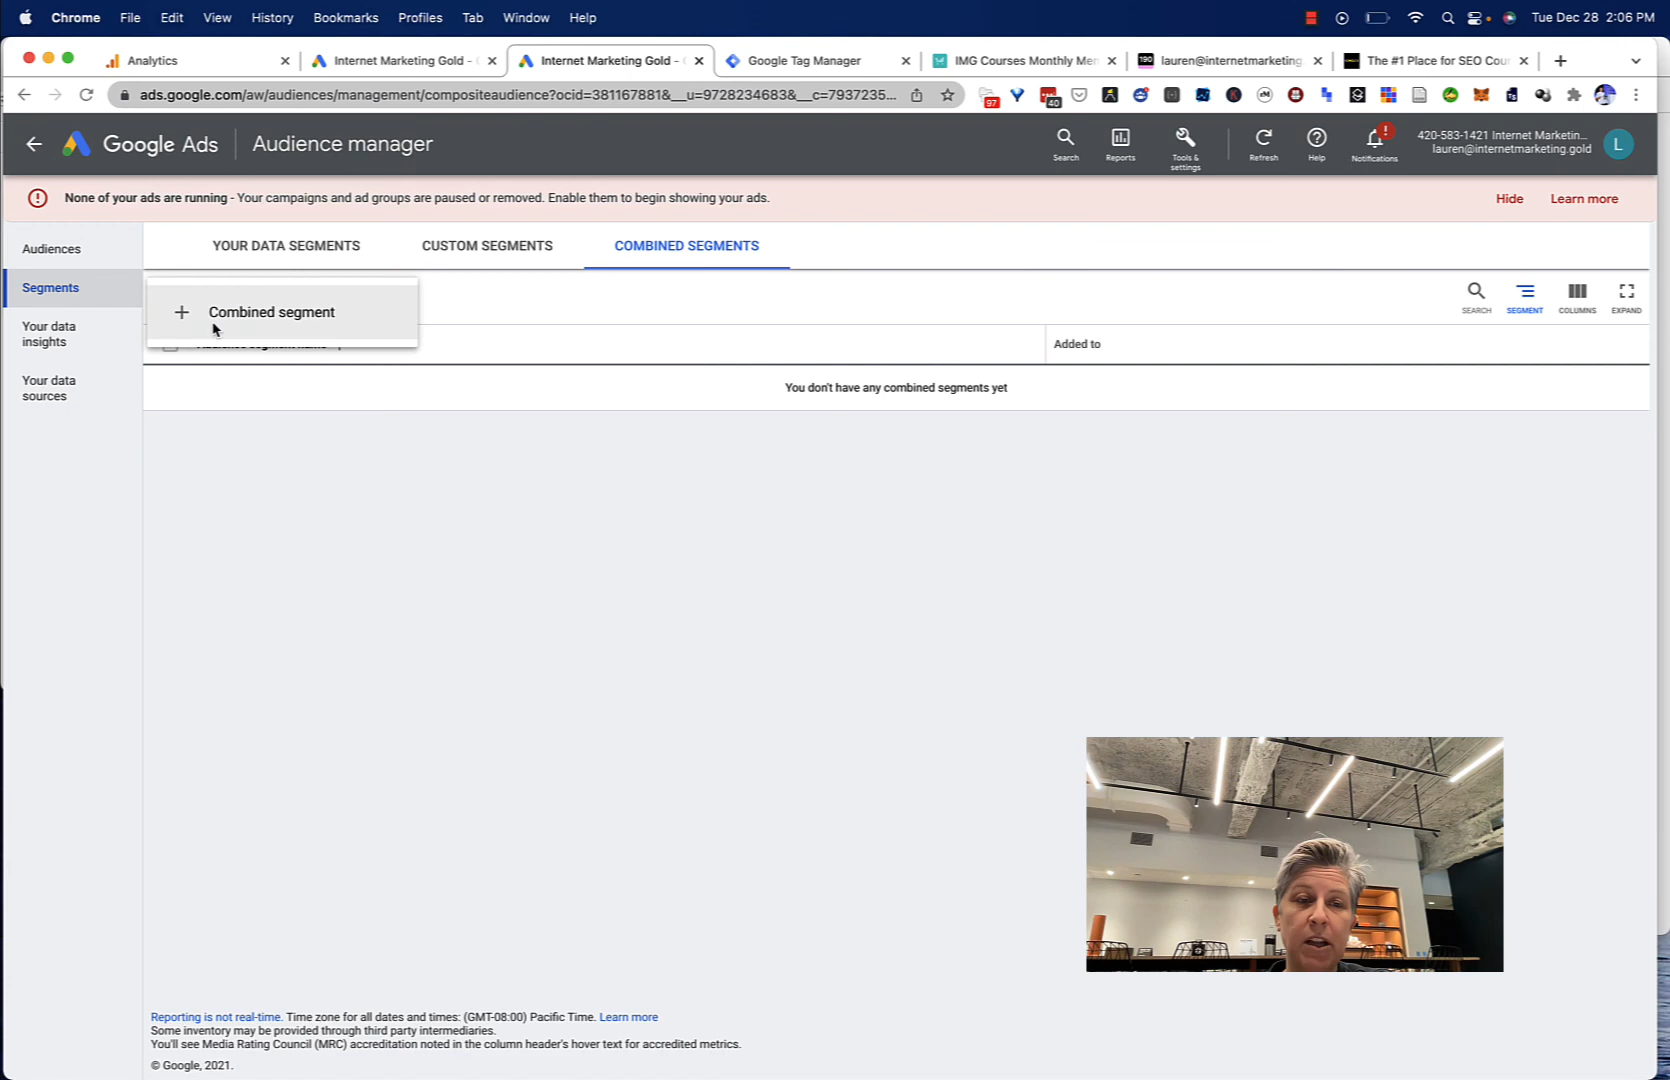 Chrome File Edit View History Bookmarks Profiles Tab Window Help Tue Dec 28 2:06 PM
Analytics Internet Marketing Gold - Internet Marketing Gold - Google Tag Manager IMG Courses Monthly Mem lauren@internetmarketing. The #1 Place for SEO Cou
ads.google.com/aw/audiences/management/compositeaudience?ocid=381167881&__u=9728234683&__c=7937235... 97 40
Google Ads Audience manager
Search Reports Tools & settings Refresh Help Notifications
420-583-1421 Internet Marketin...
lauren@internetmarketing.gold L
None of your ads are running - Your campaigns and ad groups are paused or removed. Enable them to begin showing your ads. Hide Learn more
Audiences
Segments
Your data
insights
Your data
sources
YOUR DATA SEGMENTS CUSTOM SEGMENTS COMBINED SEGMENTS
+ Combined segment
SEARCH SEGMENT COLUMNS EXPAND
Added to
You don't have any combined segments yet
Reporting is not real-time. Time zone for all dates and times: (GMT-08:00) Pacific Time. Learn more
Some inventory may be provided through third party intermediaries.
You'll see Media Rating Council (MRC) accreditation noted in the column header's hover text for accredited metrics.
© Google, 2021.